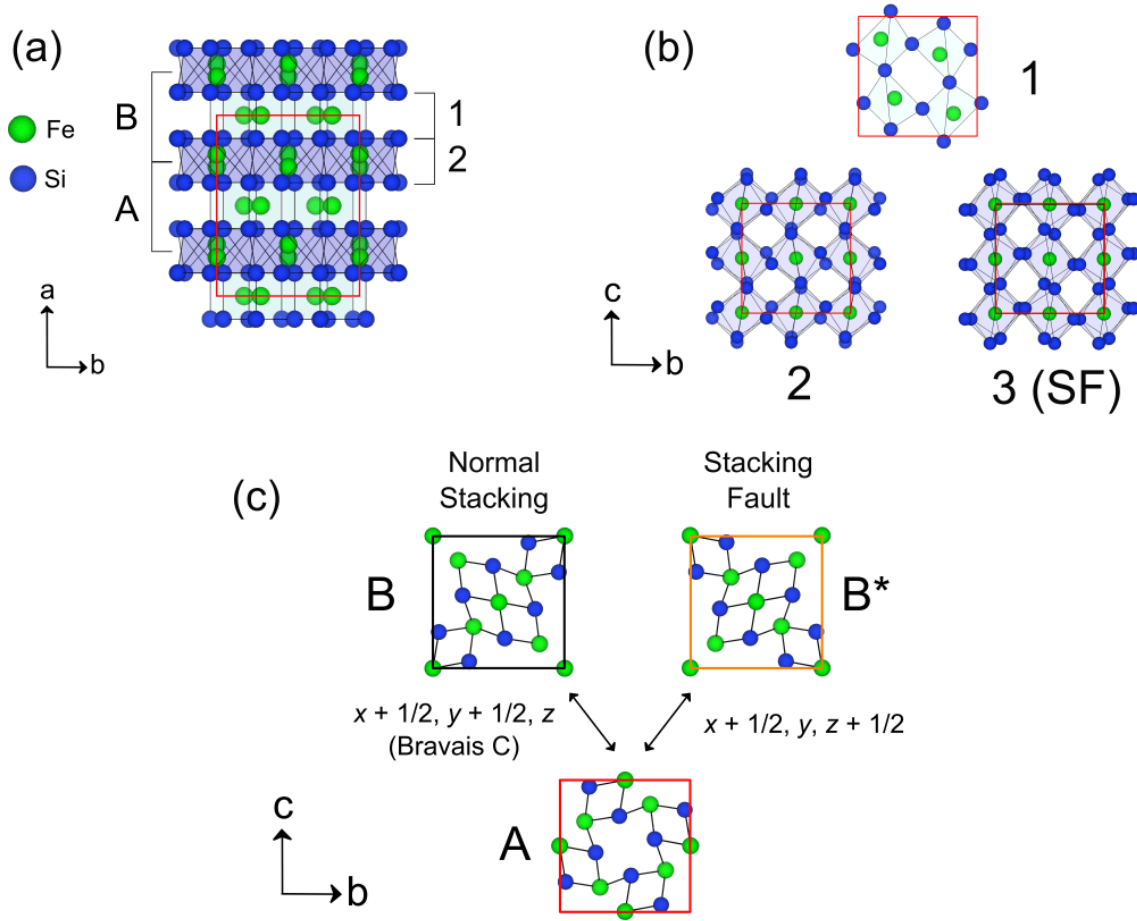 (a)
B
A
1
2
Fe
Si
a
b
(b)
1
c
b
2
3 (SF)
(c)
Normal
Stacking
Stacking
Fault
B
B*
x + 1/2, y + 1/2, z
(Bravais C)
x + 1/2, y, z + 1/2
c
b
A